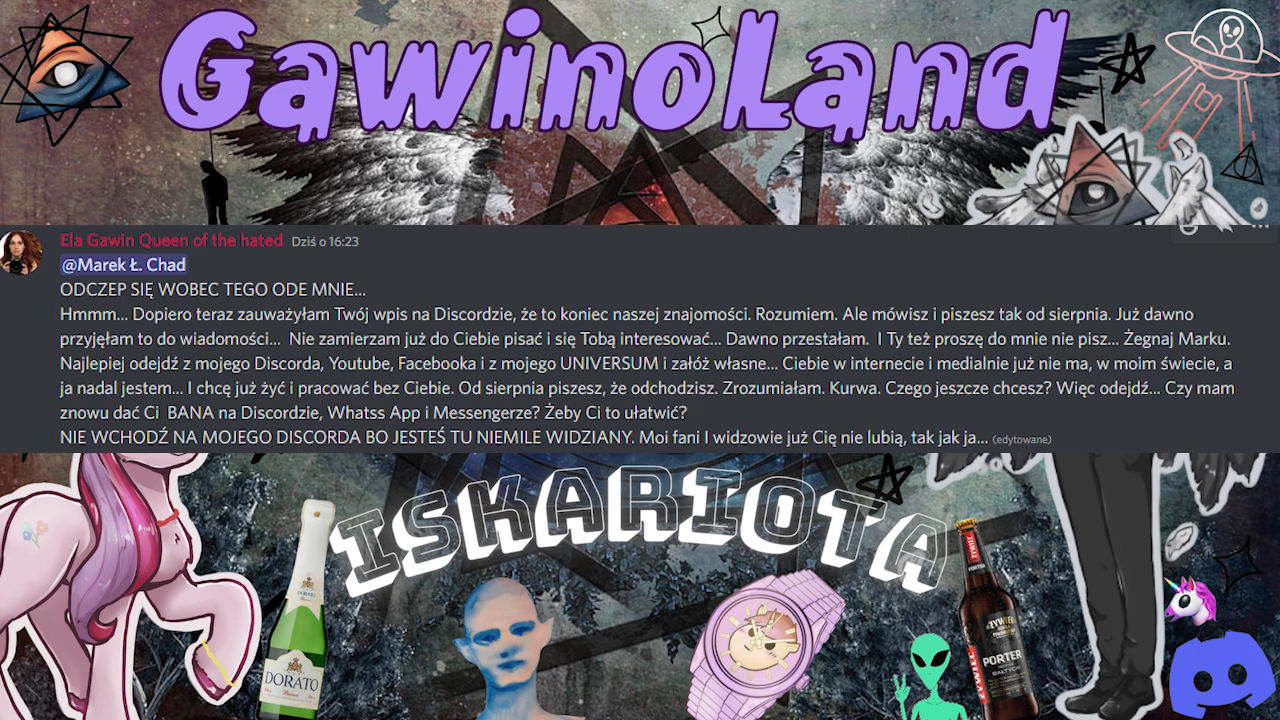 GawinoLand
Ela Gawin Queen of the hated Dziś o 16:23
@Marek Ł. Chad
ODCZEP SIĘ WOBEC TEGO ODE MNIE...
Hmmm... Dopiero teraz zauważyłam Twój wpis na Discordzie, że to koniec naszej znajomości. Rozumiem. Ale mówisz i piszesz tak od sierpnia. Już dawno
przyjęłam to do wiadomości... Nie zamierzam już do Ciebie pisać i się Tobą interesować... Dawno przestałam. I Ty też proszę do mnie nie pisz... Żegnaj Marku.
Najlepiej odejdź z mojego Discorda, Youtube, Facebooka i z mojego UNIVERSUM i załóż własne... Ciebie w internecie i medialnie już nie ma, w moim świecie, a
ja nadal jestem... I chcę już żyć i pracować bez Ciebie. Od sierpnia piszesz, że odchodzisz. Zrozumiałam. Kurwa. Czego jeszcze chcesz? Więc odejdź... Czy mam
znowu dać Ci BANA na Discordzie, Whatss App i Messengerze? Żeby Ci to ułatwić?
NIE WCHODŹ NA MOJEGO DISCORDA BO JESTEŚ TU NIEMILE WIDZIANY. Moi fani I widzowie już Cię nie lubią, tak jak ja... (edytowane)
ISKARIOTA
DORATO
ŻYWIEC
PORTER
ŻYWIEC
PORTER
BAŁTYCKI
ŻYWIEC